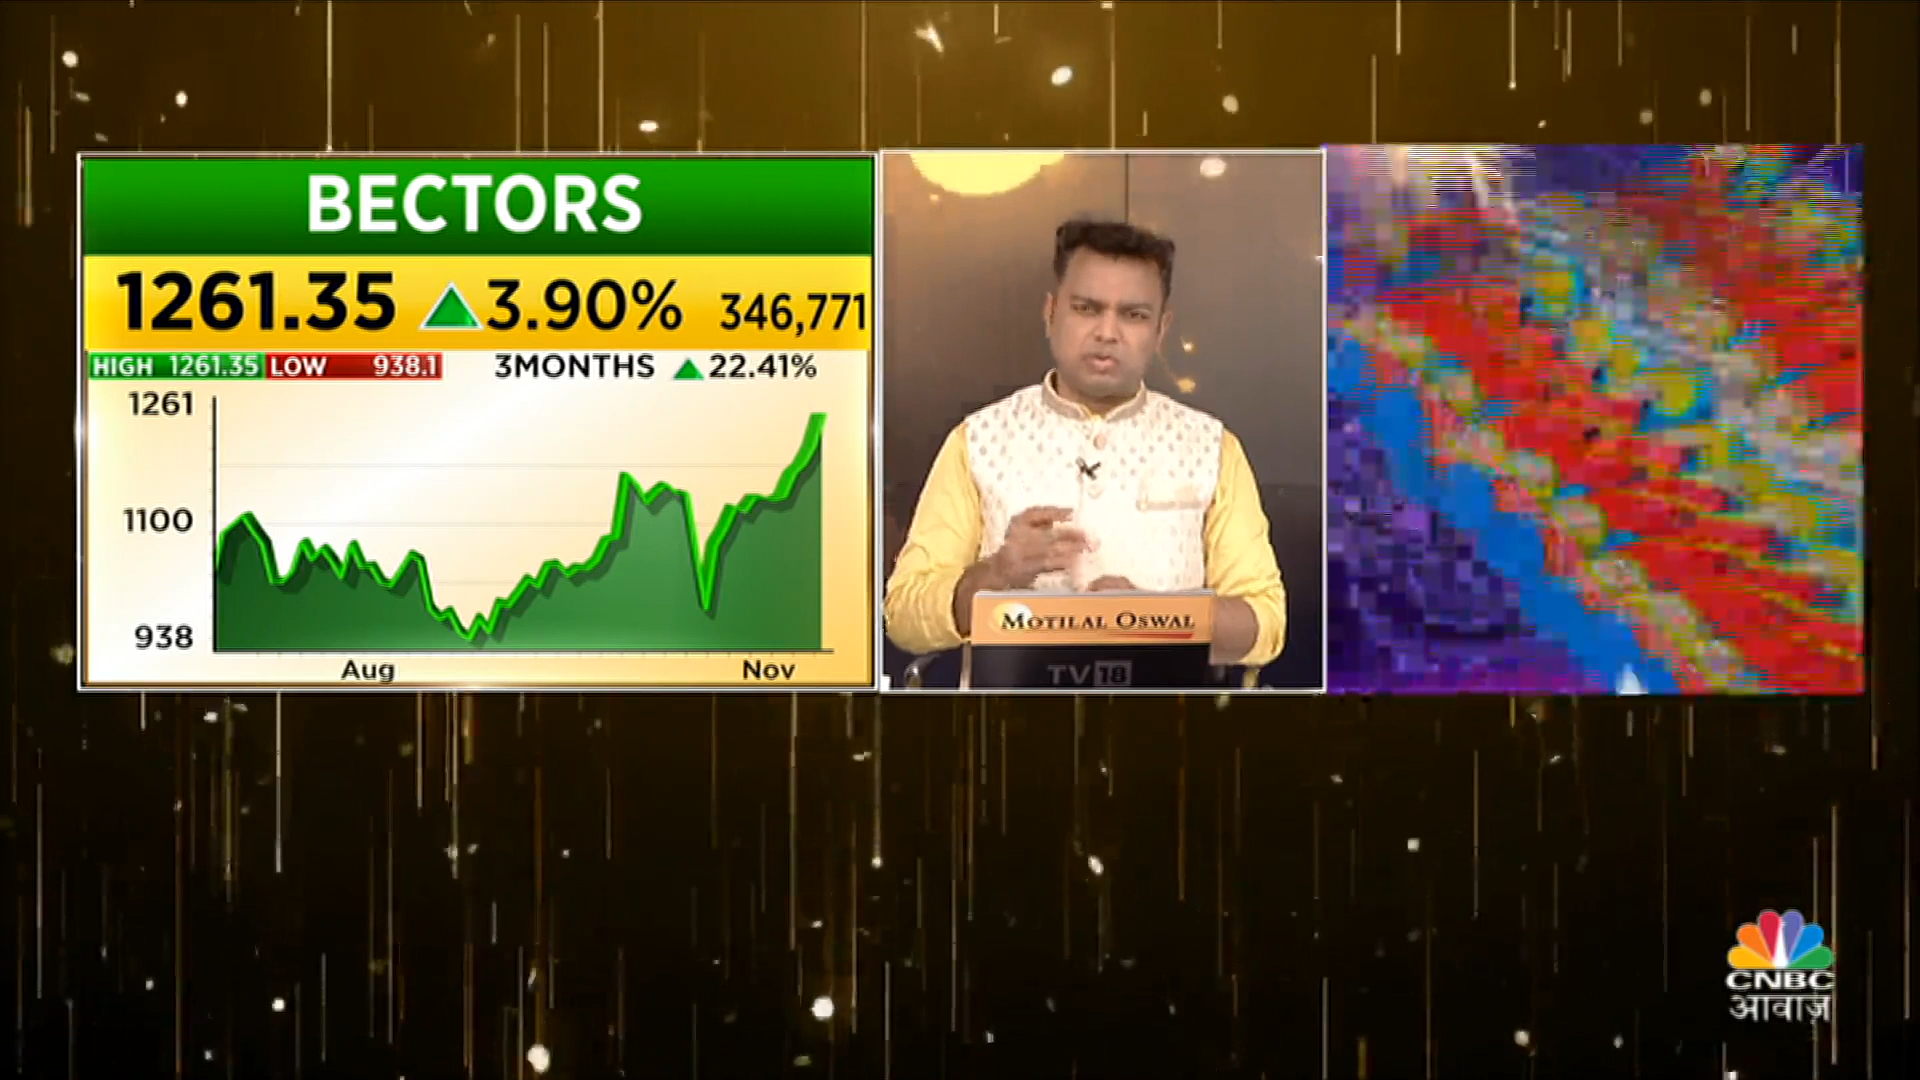 BECTORS
1261.35 ▲ 3.90% 346,771
HIGH 1261.35 LOW 938.1 3MONTHS ▲ 22.41%
1261
1100
938
Aug Nov
MOTILAL OSWAL
TV18
CNBC
आवाज़